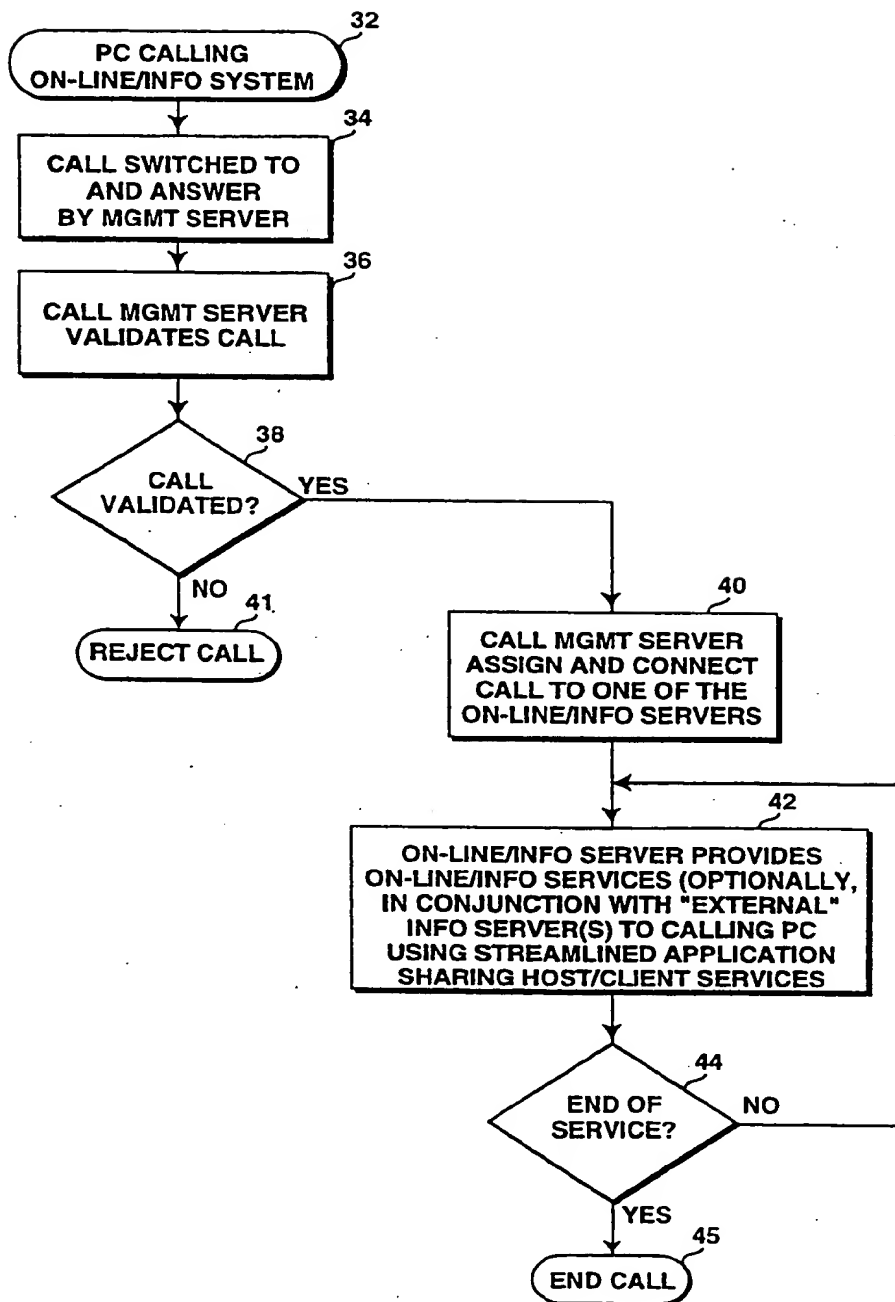 32
PC CALLING
ON-LINE/INFO SYSTEM
34
CALL SWITCHED TO
AND ANSWER
BY MGMT SERVER
36
CALL MGMT SERVER
VALIDATES CALL
38
CALL
VALIDATED?
YES
NO
41
REJECT CALL
40
CALL MGMT SERVER
ASSIGN AND CONNECT
CALL TO ONE OF THE
ON-LINE/INFO SERVERS
42
ON-LINE/INFO SERVER PROVIDES
ON-LINE/INFO SERVICES (OPTIONALLY,
IN CONJUNCTION WITH "EXTERNAL"
INFO SERVER(S) TO CALLING PC
USING STREAMLINED APPLICATION
SHARING HOST/CLIENT SERVICES
44
END OF
SERVICE?
NO
YES
45
END CALL